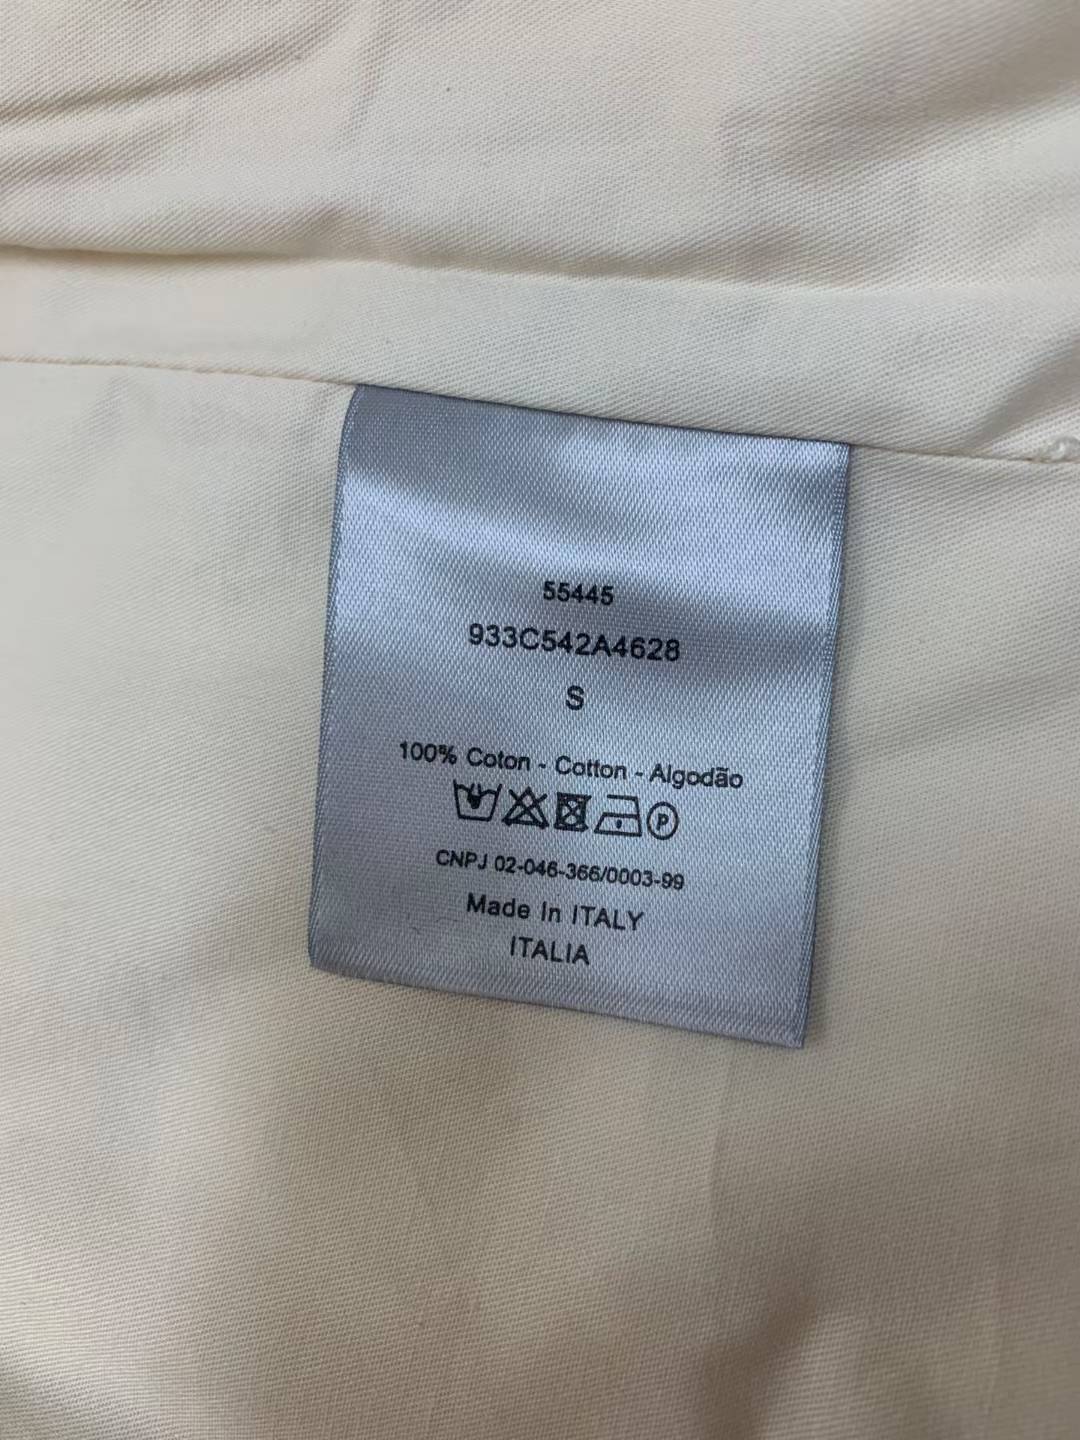 55445
933C542A4628
S
100% Coton - Cotton - Algodão
P
CNPJ 02-046-366/0003-99
Made In ITALY
ITALIA